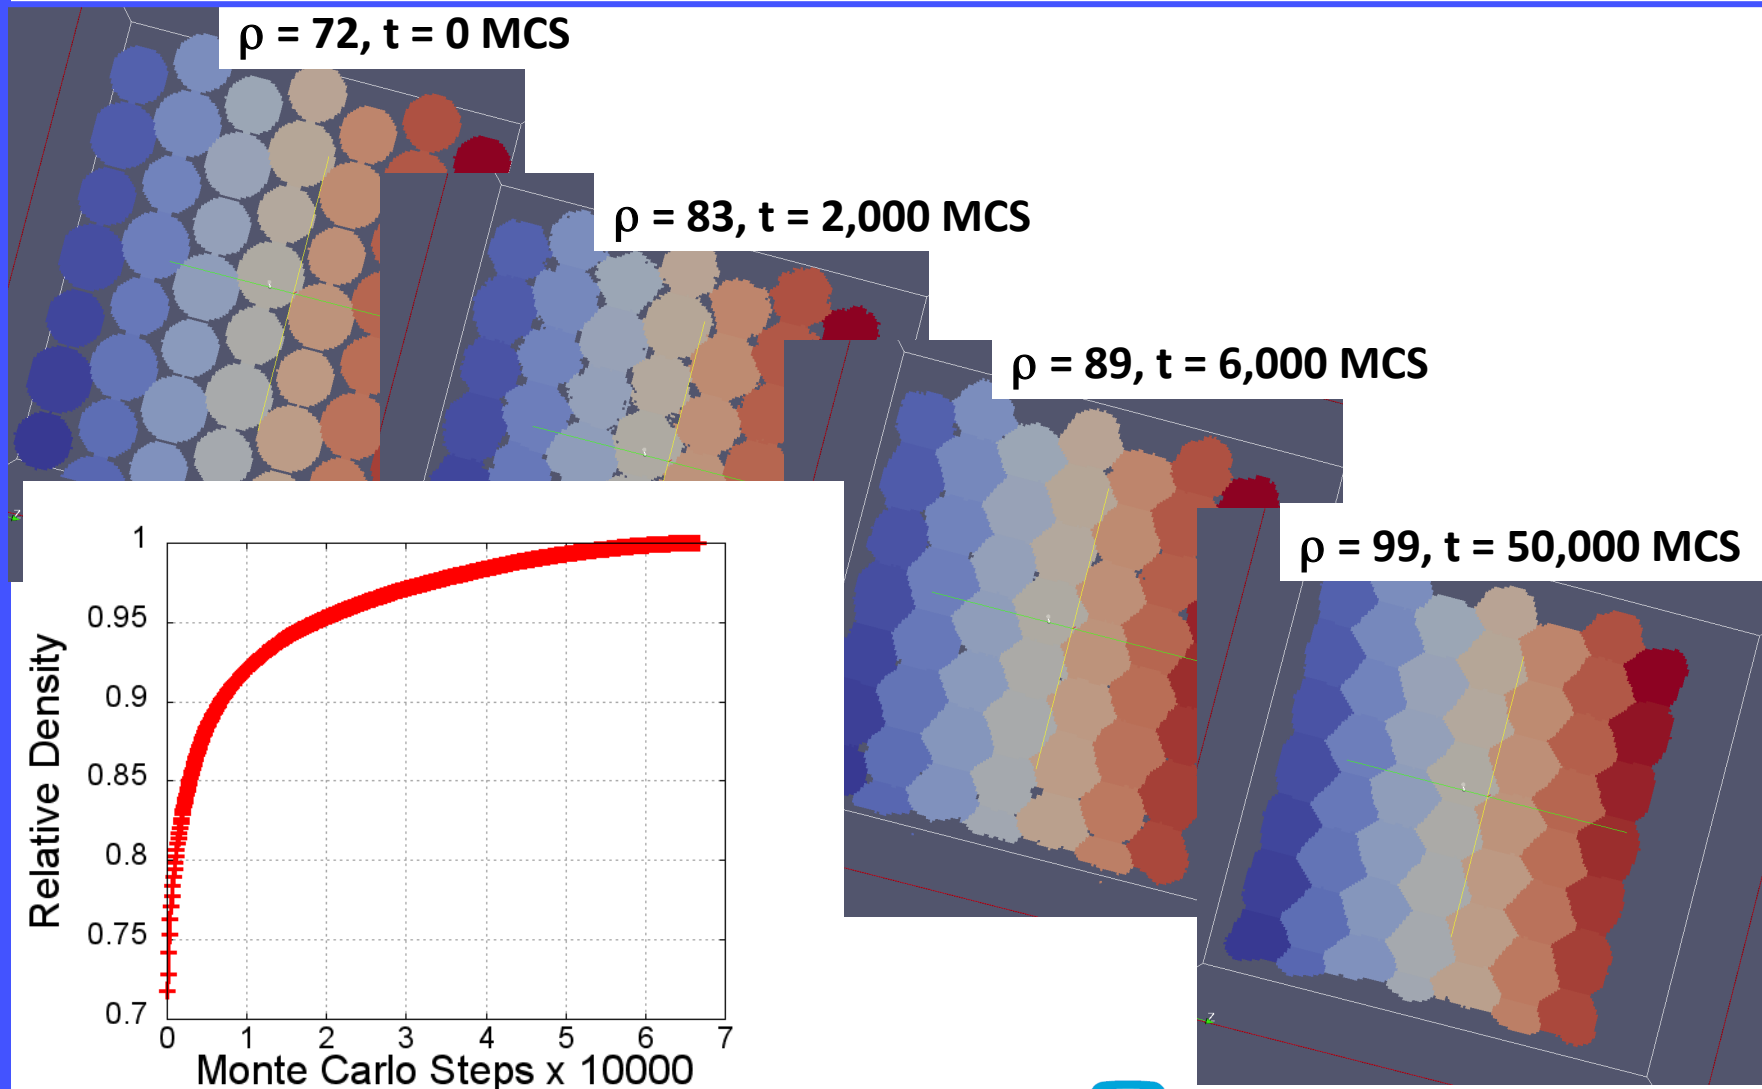 ρ = 72, t = 0 MCS
ρ = 83, t = 2,000 MCS
ρ = 89, t = 6,000 MCS
ρ = 99, t = 50,000 MCS
z
1
0.95
0.9
0.85
0.8
0.75
0.7
Relative Density
0 1 2 3 4 5 6 7
Monte Carlo Steps x 10000
z